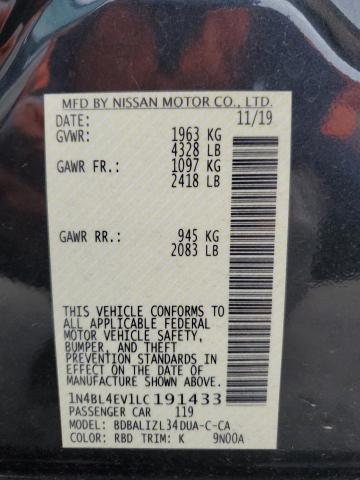 MFD BY NISSAN MOTOR CO., LTD.
DATE: 11/19
GVWR: 1963 KG
4328 LB
GAWR FR.: 1097 KG
2418 LB
GAWR RR.: 945 KG
2083 LB
THIS VEHICLE CONFORMS TO
ALL APPLICABLE FEDERAL
MOTOR VEHICLE SAFETY,
BUMPER, AND THEFT
PREVENTION STANDARDS IN
EFFECT ON THE DATE OF
MANUFACTURE SHOWN ABOVE.
1N4BL4EV1LC191433
PASSENGER CAR 119
MODEL: BDBALIZL34DUA-C-CA
COLOR: RBD TRIM: K 9N00A